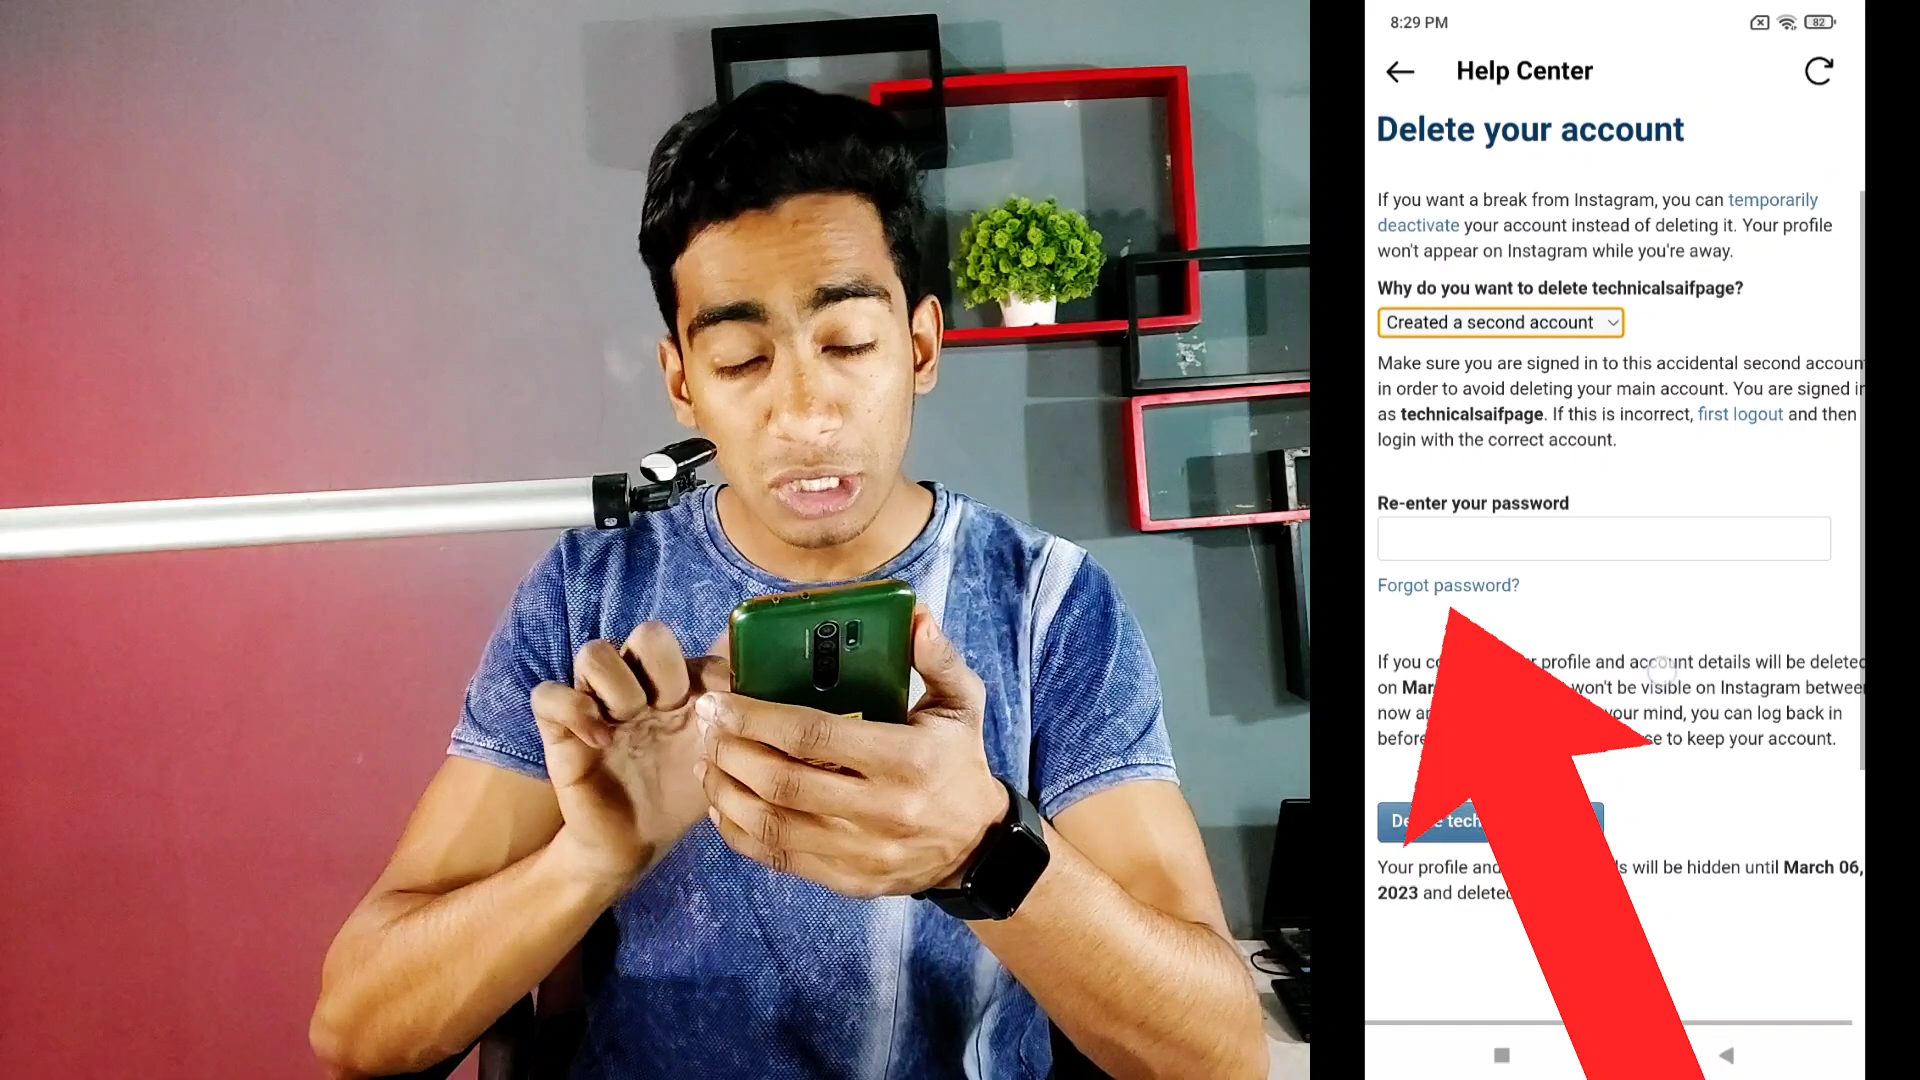 8:29 PM
82
Help Center
Delete your account
If you want a break from Instagram, you can temporarily
deactivate your account instead of deleting it. Your profile
won't appear on Instagram while you're away.
Why do you want to delete technicalsaifpage?
Created a second account
Make sure you are signed in to this accidental second accoun
in order to avoid deleting your main account. You are signed in
as technicalsaifpage. If this is incorrect, first logout and then
login with the correct account.
Re-enter your password
Forgot password?
If you profile and account details will be deleted
on won't be visible on Instagram between
now your mind, you can log back in
before to keep your account.
Your profile and will be hidden until March 06,
2023 and deleted